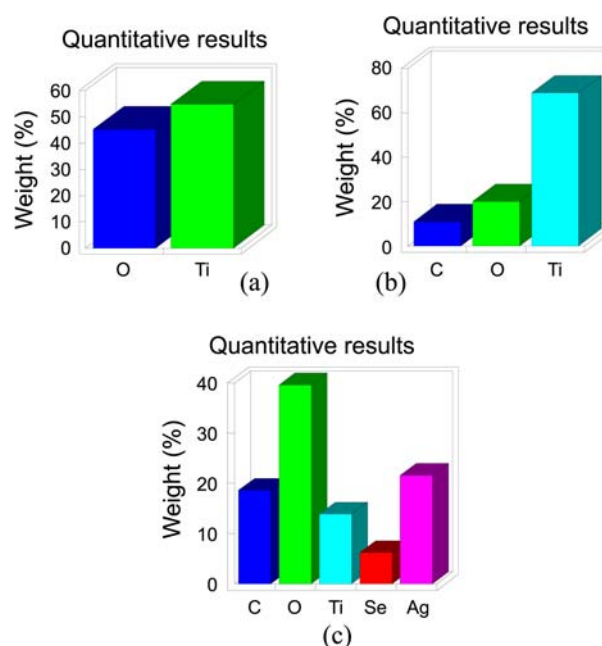 Quantitative results
Weight (%)
60
50
40
30
20
10
0
O Ti
(a)
Quantitative results
Weight (%)
80
60
40
20
0
C O Ti
(b)
Quantitative results
Weight (%)
40
30
20
10
0
C O Ti Se Ag
(c)